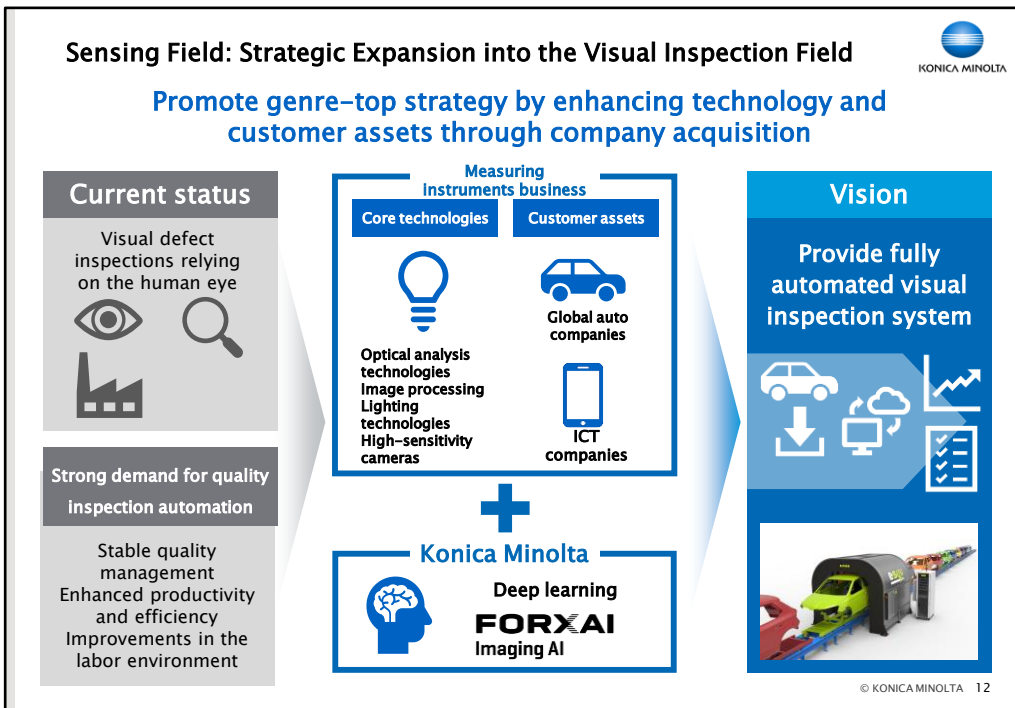 Sensing Field: Strategic Expansion into the Visual Inspection Field
KONICA MINOLTA
Promote genre-top strategy by enhancing technology and
customer assets through company acquisition
Current status
Visual defect
inspections relying
on the human eye
Strong demand for quality
inspection automation
Stable quality
management
Enhanced productivity
and efficiency
Improvements in the
labor environment
Measuring
instruments business
Core technologies
Optical analysis
technologies
Image processing
Lighting
technologies
High-sensitivity
cameras
Customer assets
Global auto
companies
ICT
companies
Konica Minolta
Deep learning
FORXAI
Imaging AI
Vision
Provide fully
automated visual
inspection system
© KONICA MINOLTA 12